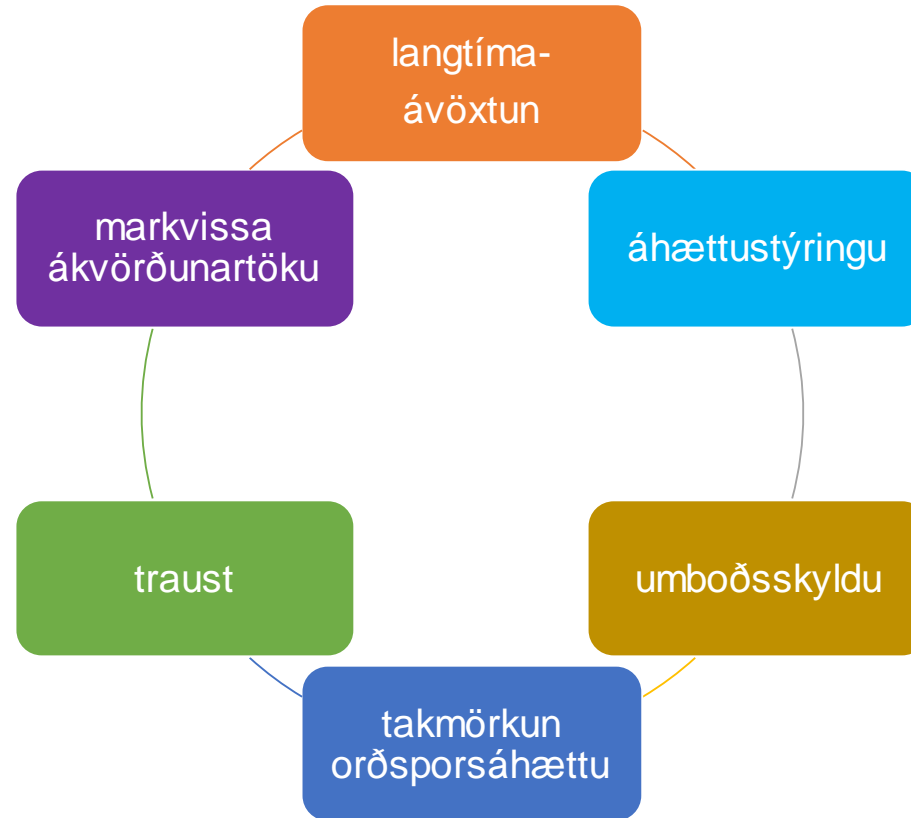 langtíma-
ávöxtun
markvissa
ákvörðunartöku
áhættustýringu
traust
umboðsskyldu
takmörkun
orðsporsáhættu